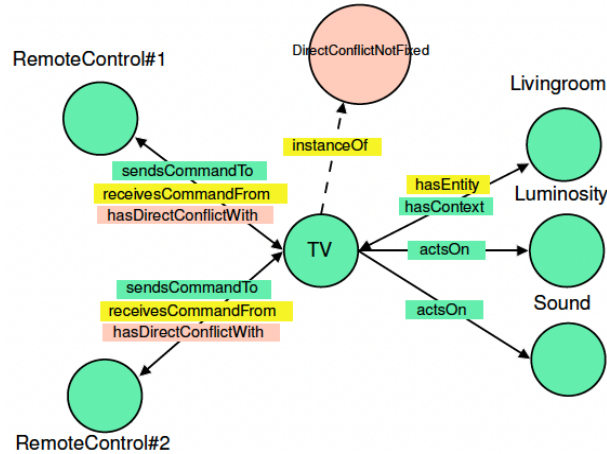 DirectConflictNotFixed
RemoteControl#1
Livingroom
instanceOf
sendsCommandTo
receivesCommandFrom
hasDirectConflictWith
hasEntity
hasContext
Luminosity
TV
actsOn
sendsCommandTo
receivesCommandFrom
hasDirectConflictWith
actsOn
Sound
RemoteControl#2